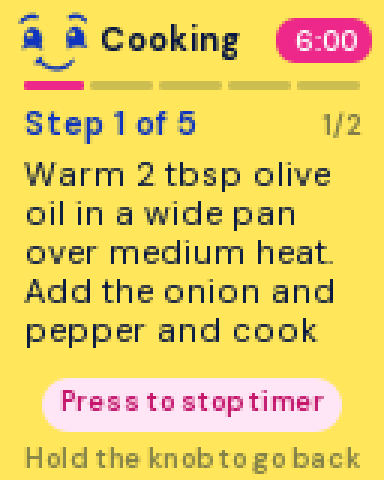 Cooking 6:00
Step 1 of 5 1/2
Warm 2 tbsp olive
oil in a wide pan
over medium heat.
Add the onion and
pepper and cook
Press to stop timer
Hold the knob to go back